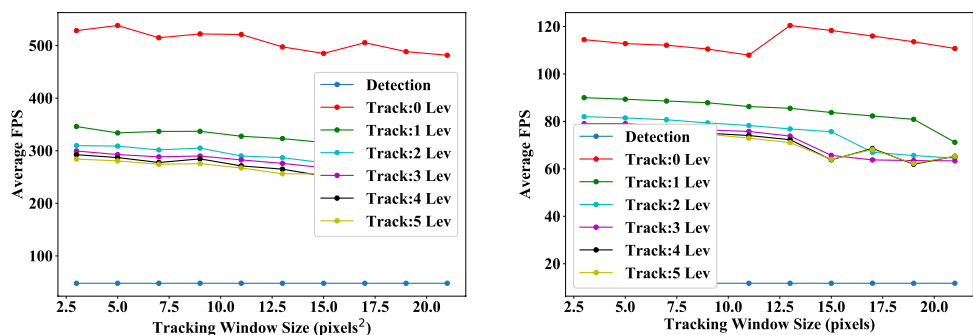 500
400
300
200
100
Average FPS
2.5 5.0 7.5 10.0 12.5 15.0 17.5 20.0
Tracking Window Size (pixels²)
Detection
Track:0 Lev
Track:1 Lev
Track:2 Lev
Track:3 Lev
Track:4 Lev
Track:5 Lev
120
100
80
60
40
20
Average FPS
2.5 5.0 7.5 10.0 12.5 15.0 17.5 20.0
Tracking Window Size (pixels)
Detection
Track:0 Lev
Track:1 Lev
Track:2 Lev
Track:3 Lev
Track:4 Lev
Track:5 Lev